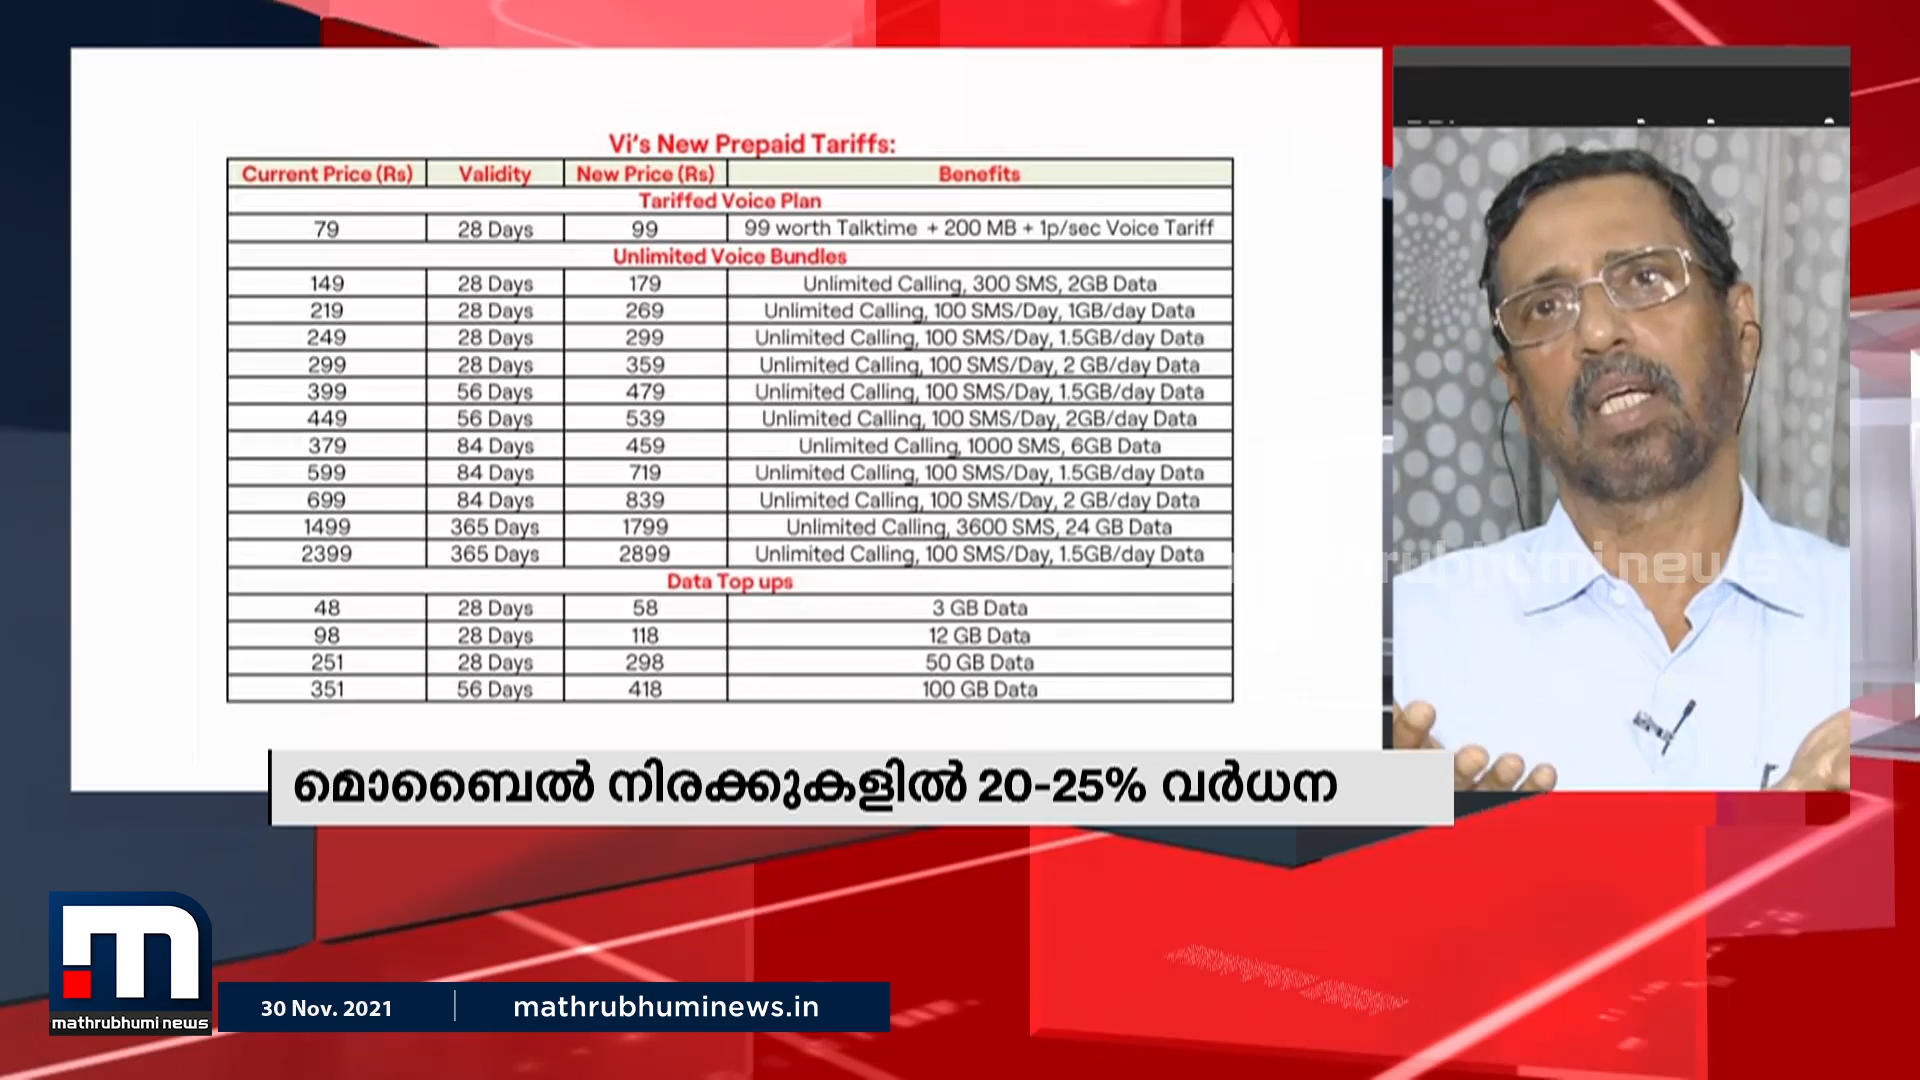 Vi's New Prepaid Tariffs:
Current Price (Rs) Validity New Price (Rs) Benefits
Tariffed Voice Plan
79 28 Days 99 99 worth Talktime + 200 MB + 1p/sec Voice Tariff
Unlimited Voice Bundles
149 28 Days 179 Unlimited Calling, 300 SMS, 2GB Data
219 28 Days 269 Unlimited Calling, 100 SMS/Day, 1GB/day Data
249 28 Days 299 Unlimited Calling, 100 SMS/Day, 1.5GB/day Data
299 28 Days 359 Unlimited Calling, 100 SMS/Day, 2 GB/day Data
399 56 Days 479 Unlimited Calling, 100 SMS/Day, 1.5GB/day Data
449 56 Days 539 Unlimited Calling, 100 SMS/Day, 2GB/day Data
379 84 Days 459 Unlimited Calling, 1000 SMS, 6GB Data
599 84 Days 719 Unlimited Calling, 100 SMS/Day, 1.5GB/day Data
699 84 Days 839 Unlimited Calling, 100 SMS/Day, 2 GB/day Data
1499 365 Days 1799 Unlimited Calling, 3600 SMS, 24 GB Data
2399 365 Days 2899 Unlimited Calling, 100 SMS/Day, 1.5GB/day Data
Data Top ups
48 28 Days 58 3 GB Data
98 28 Days 118 12 GB Data
251 28 Days 298 50 GB Data
351 56 Days 418 100 GB Data
mathrubhumi news
മൊബൈൽ നിരക്കുകളിൽ 20-25% വർധന
mathrubhumi news
30 Nov. 2021 mathrubhuminews.in